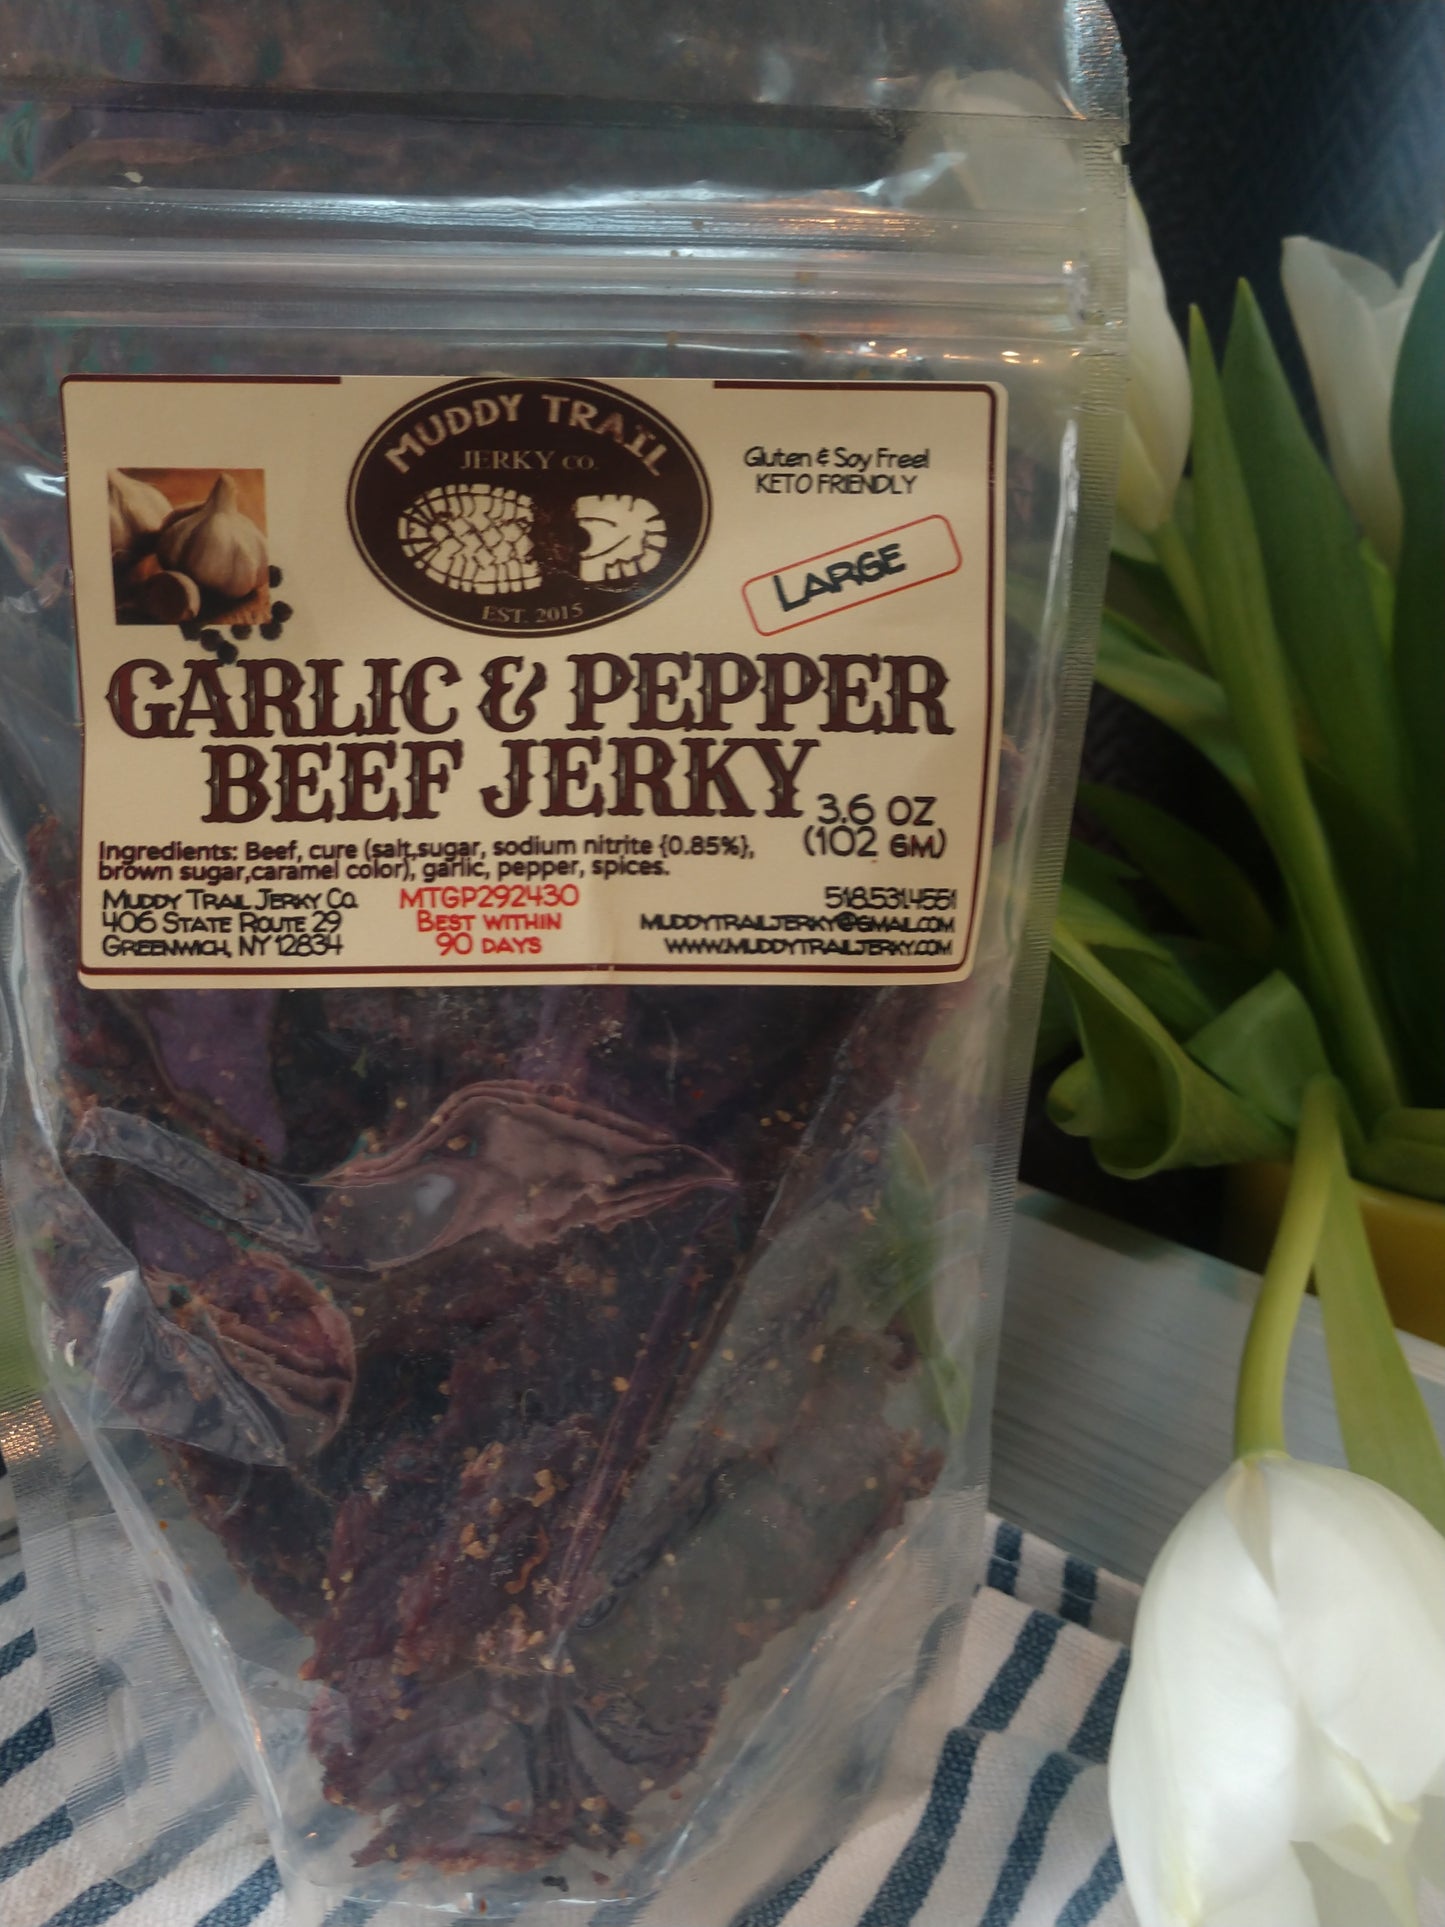 MUDDY TRAIL
JERKY CO.
EST. 2015
Gluten & Soy Free!
KETO FRIENDLY
LARGE
GARLIC & PEPPER
BEEF JERKY
3.6 OZ
(102 GM)
Ingredients: Beef, cure (salt,sugar, sodium nitrite {0.85%},
brown sugar,caramel color), garlic, pepper, spices.
MUDDY TRAIL JERKY CO.
406 STATE ROUTE 29
GREENWICH, NY 12834
MTGP292430
BEST WITHIN
90 DAYS
518.531.4551
MUDDYTRAILJERKY@GMAIL.COM
WWW.MUDDYTRAILJERKY.COM